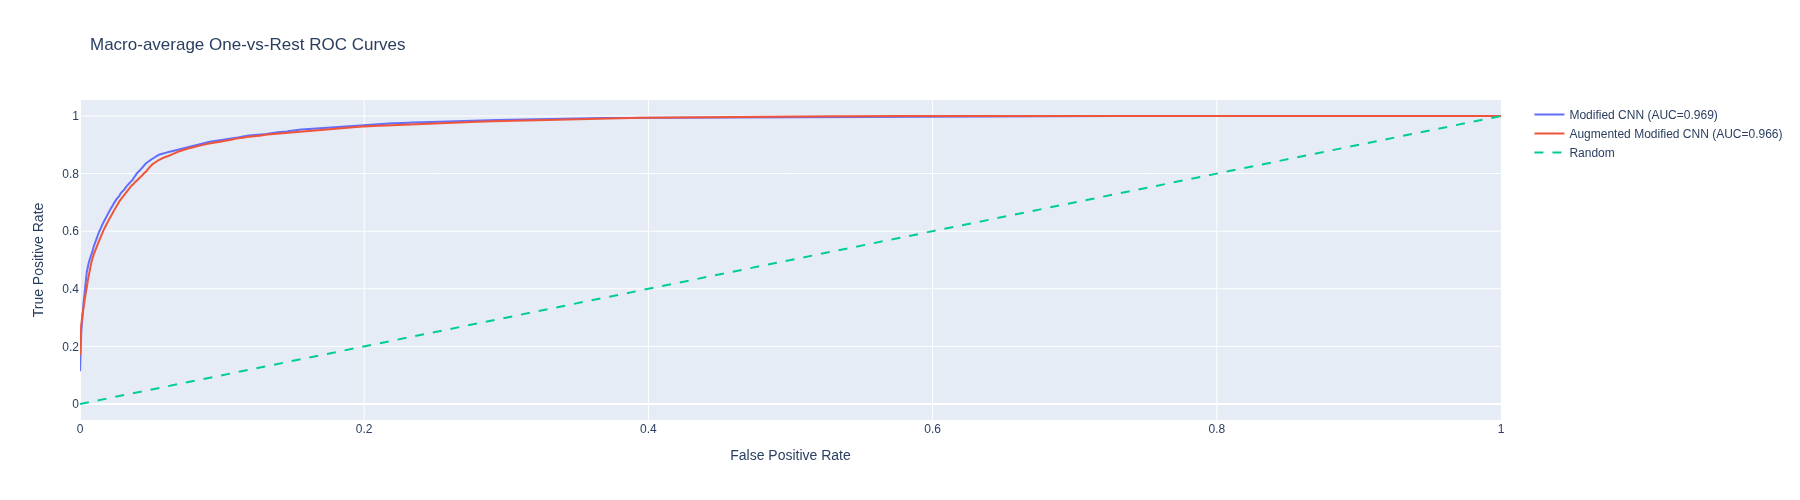 Macro-average One-vs-Rest ROC Curves
Modified CNN (AUC=0.969)
Augmented Modified CNN (AUC=0.966)
Random
True Positive Rate
1
0.8
0.6
0.4
0.2
0
0
0.2
0.4
0.6
0.8
1
False Positive Rate